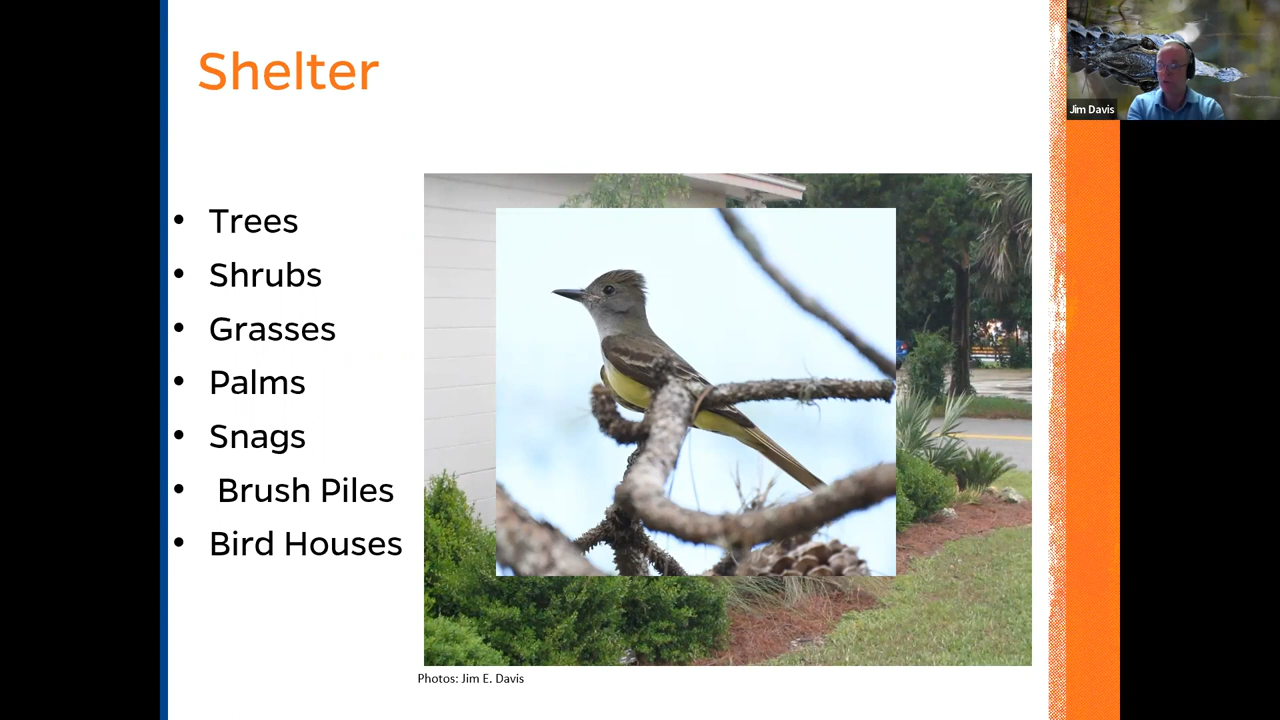 Shelter
Jim Davis
• Trees
• Shrubs
• Grasses
• Palms
• Snags
• Brush Piles
• Bird Houses
Photos: Jim E. Davis